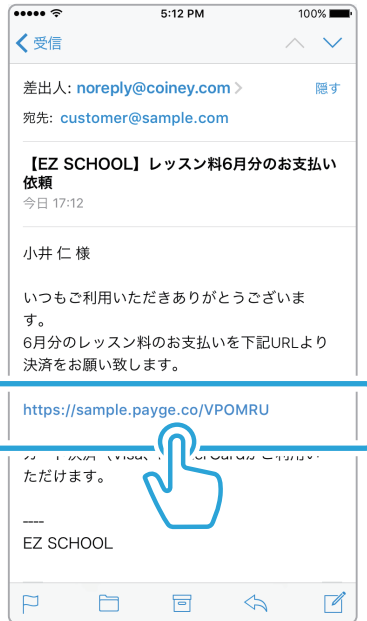 5:12 PM
100%
受信
差出人: noreply@coiney.com
隠す
宛先: customer@sample.com
【EZ SCHOOL】レッスン料6月分のお支払い
依頼
今日 17:12
小井 仁 様
いつもご利用いただきありがとうございま
す。
6月分のレッスン料のお支払いを下記URLより
決済をお願い致します。
https://sample.payge.co/VPOMRU
ただけます。
----
EZ SCHOOL